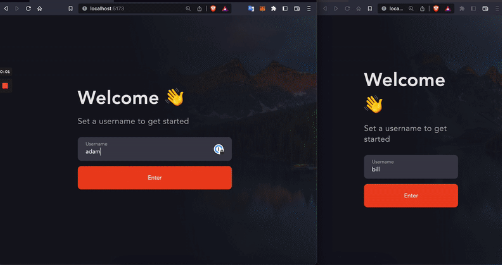 localhost:5173
Welcome 👋
Set a username to get started
Username
adam
Enter
loca...
Welcome
👋
Set a username to get
started
Username
bill
Enter